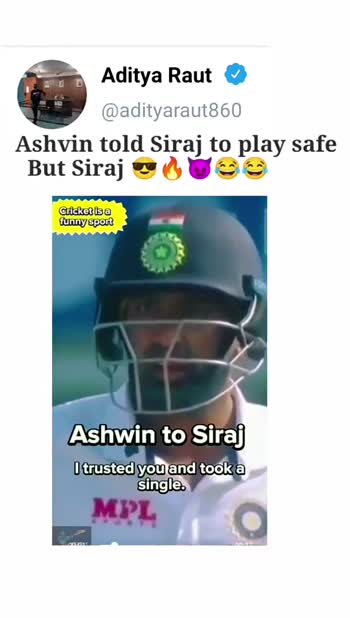 Aditya Raut
@adityaraut860
Ashvin told Siraj to play safe
But Siraj 😎🔥😈😂😂
Cricket is a
funny sport
Ashwin to Siraj
I trusted you and took a
single.
MPL
SPORTS